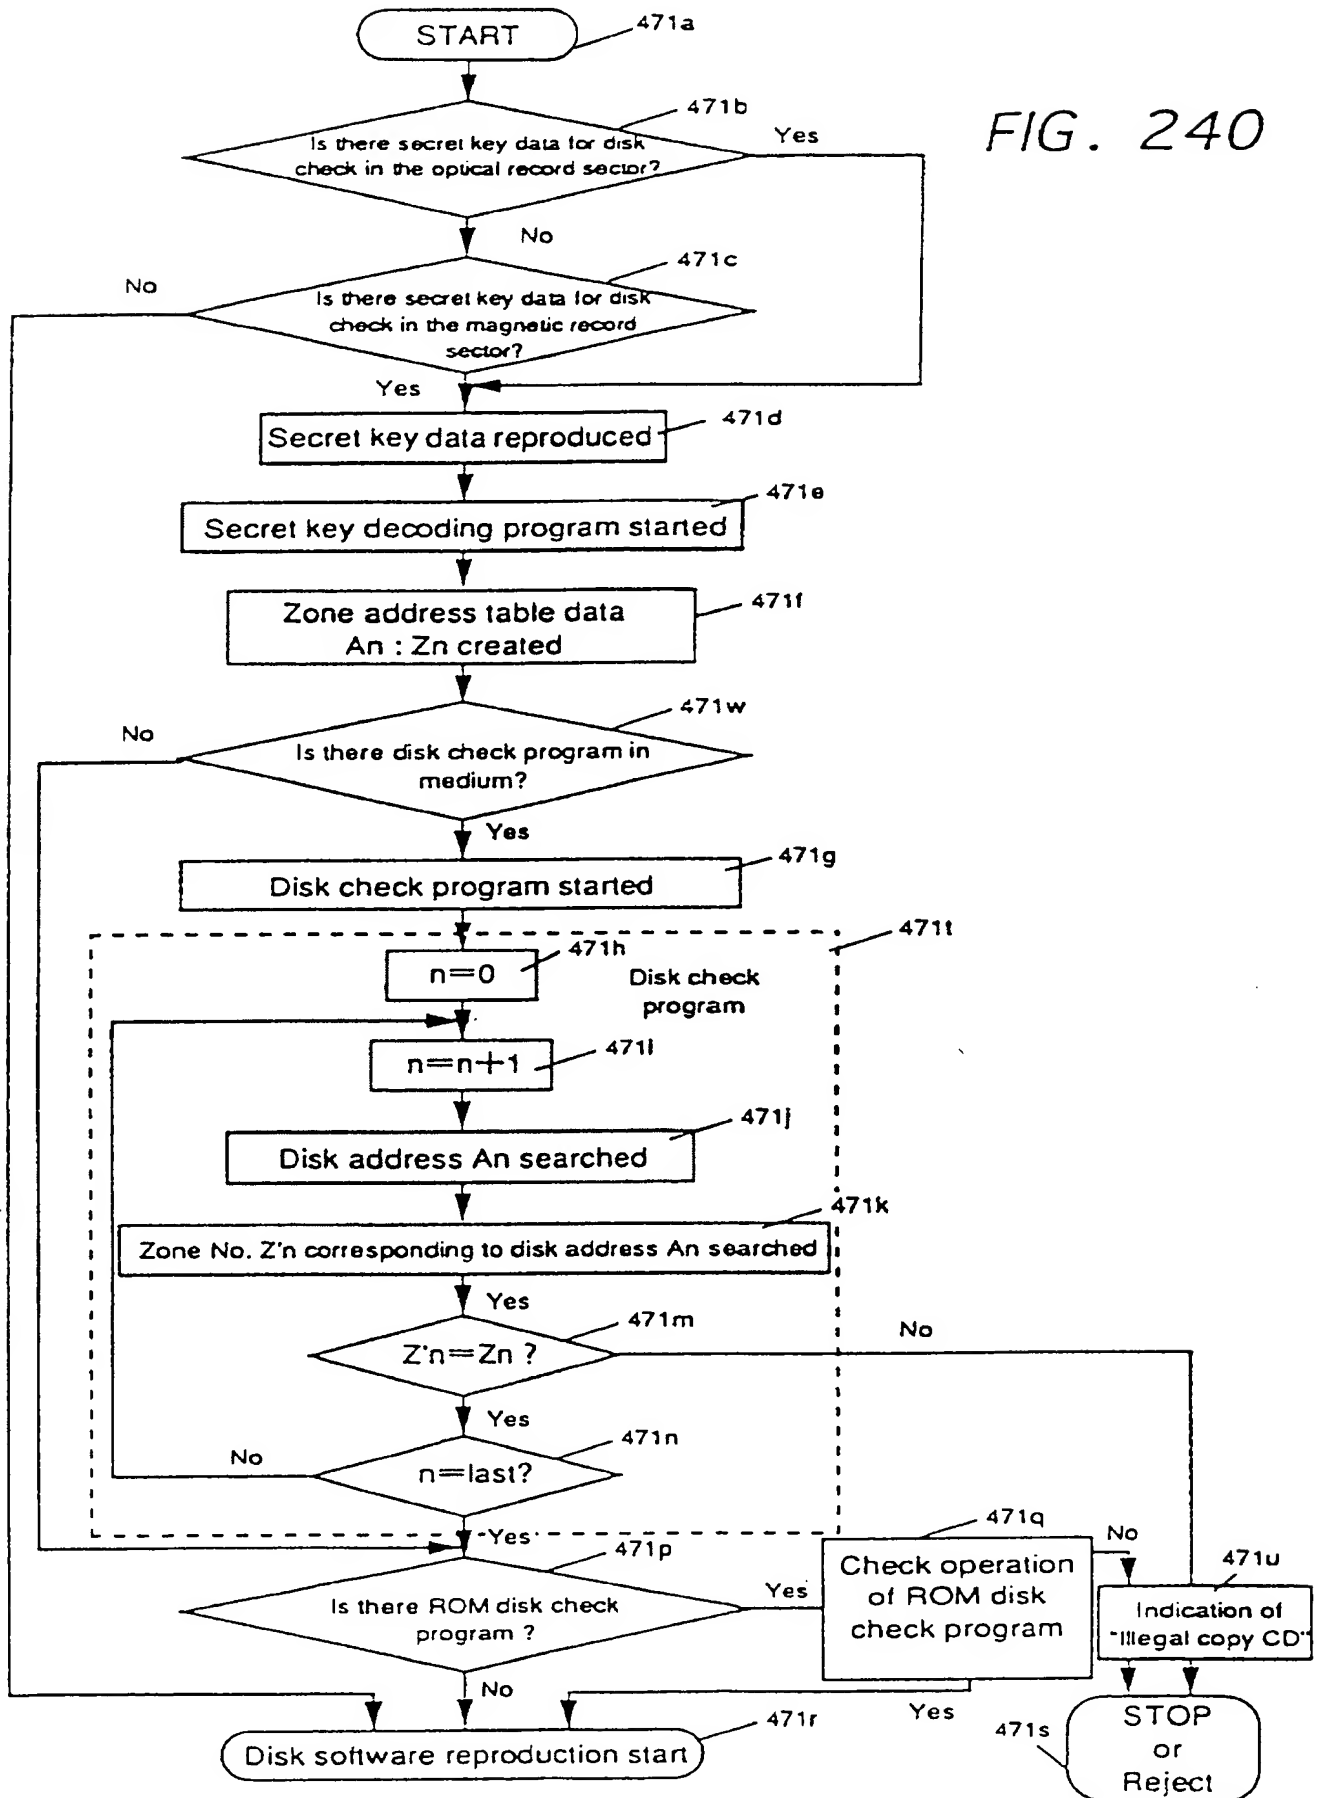 START
471a
FIG. 240
471b
Is there secret key data for disk
check in the optical record sector?
Yes
No
471c
No
Is there secret key data for disk
check in the magnetic record
sector?
Yes
471d
Secret key data reproduced
471e
Secret key decoding program started
471f
Zone address table data
An : Zn created
471w
No
Is there disk check program in
medium?
Yes
471g
Disk check program started
471t
471h
n=0
Disk check
program
471i
n=n+1
471j
Disk address An searched
471k
Zone No. Z'n corresponding to disk address An searched
Yes
471m
No
Z'n=Zn ?
Yes
471n
No
n=last?
Yes
471p
471q
No
471u
Is there ROM disk check
program ?
Yes
Check operation
of ROM disk
check program
Indication of
"Illegal copy CD"
No
Yes
471r
Disk software reproduction start
471s
STOP
or
Reject